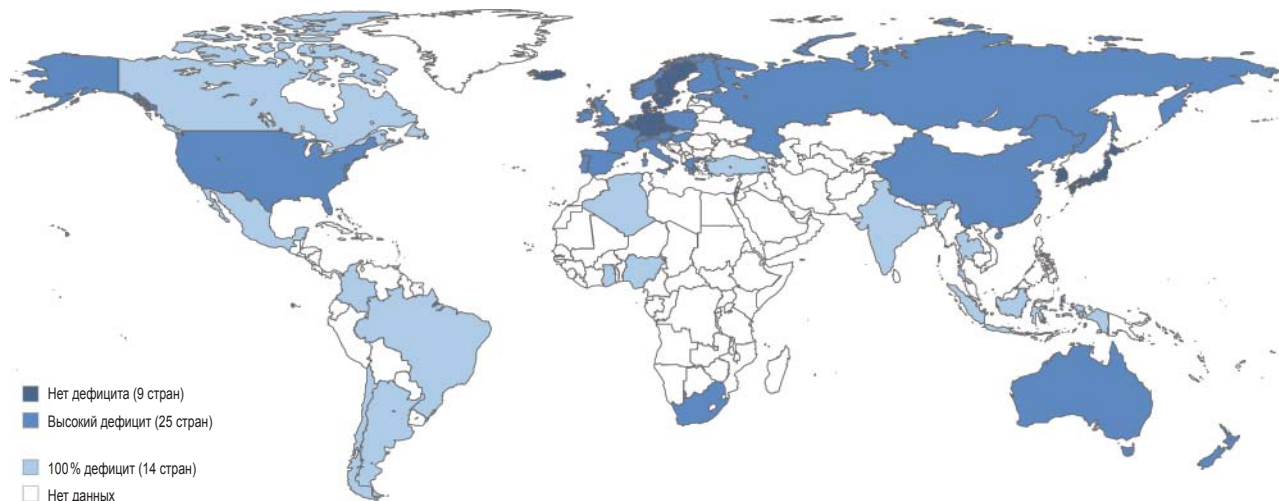 Нет дефицита (9 стран)
Высокий дефицит (25 стран)
100 % дефицит (14 стран)
Нет данных